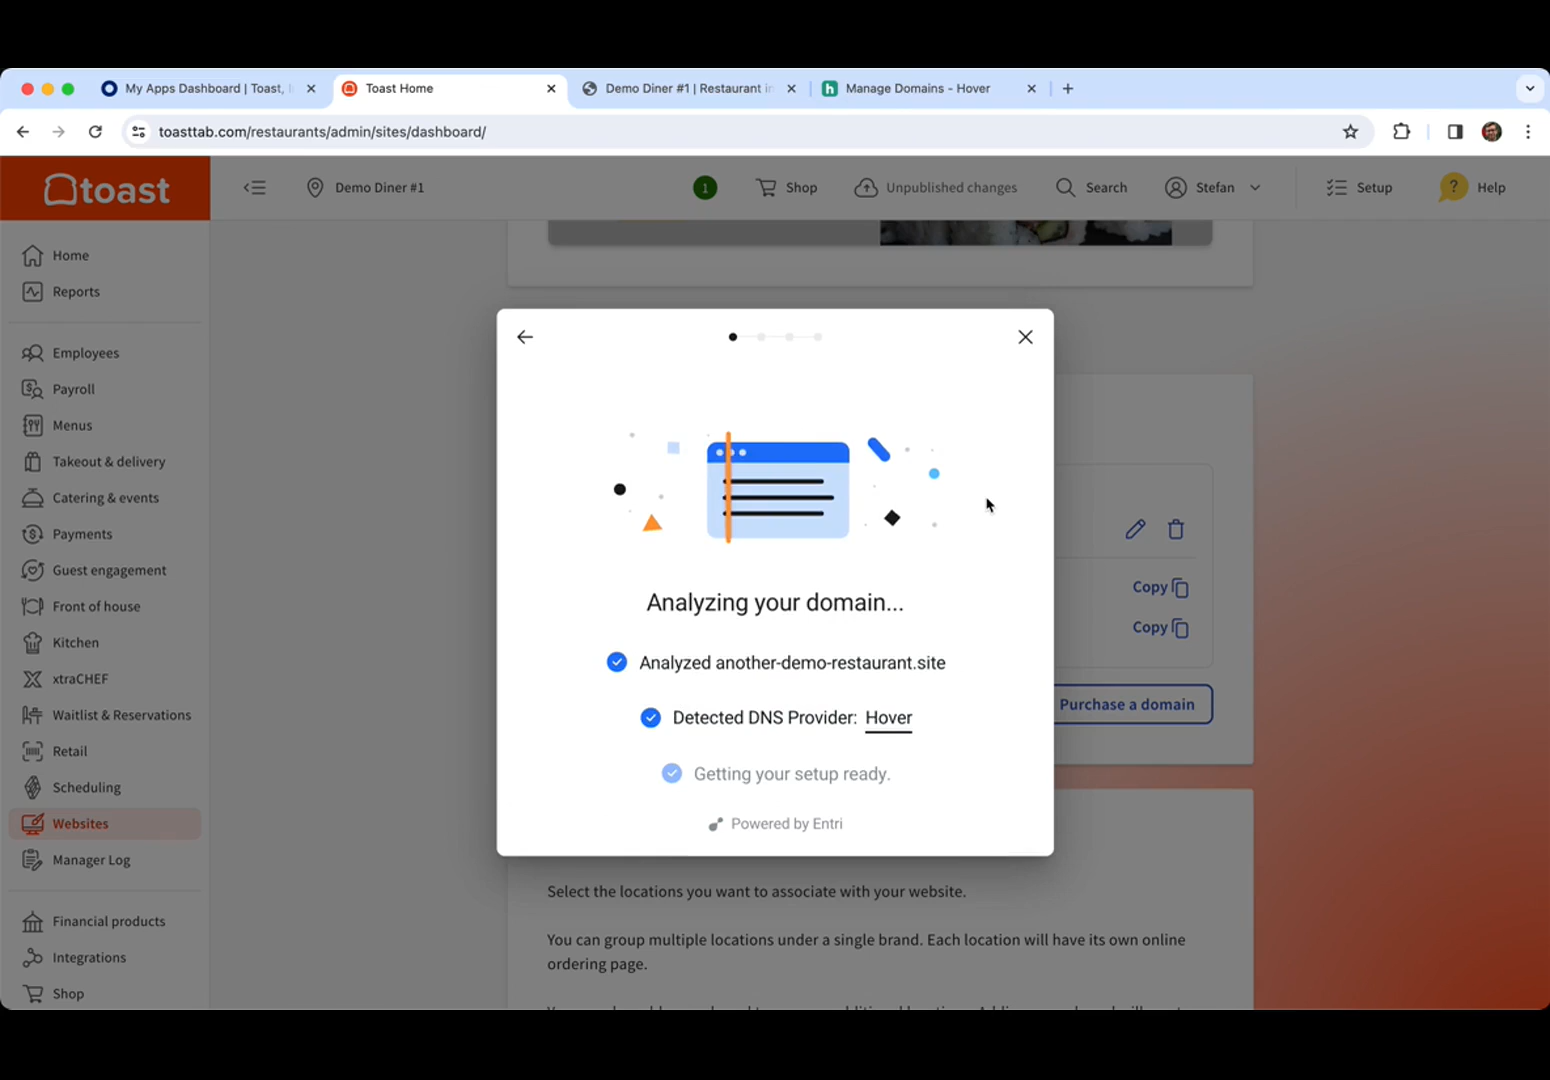 My Apps Dashboard | Toast, I
Toast Home
Demo Diner #1 | Restaurant in
Manage Domains - Hover
toasttab.com/restaurants/admin/sites/dashboard/
toast
Demo Diner #1
1
Shop
Unpublished changes
Search
Stefan
Setup
? Help
Home
Reports
Employees
Payroll
Menus
Takeout & delivery
Catering & events
Payments
Guest engagement
Front of house
Kitchen
xtraCHEF
Waitlist & Reservations
Retail
Scheduling
Websites
Manager Log
Financial products
Integrations
Shop
Analyzing your domain...
Analyzed another-demo-restaurant.site
Detected DNS Provider: Hover
Getting your setup ready.
Powered by Entri
Copy
Copy
Purchase a domain
Select the locations you want to associate with your website.
You can group multiple locations under a single brand. Each location will have its own online
ordering page.